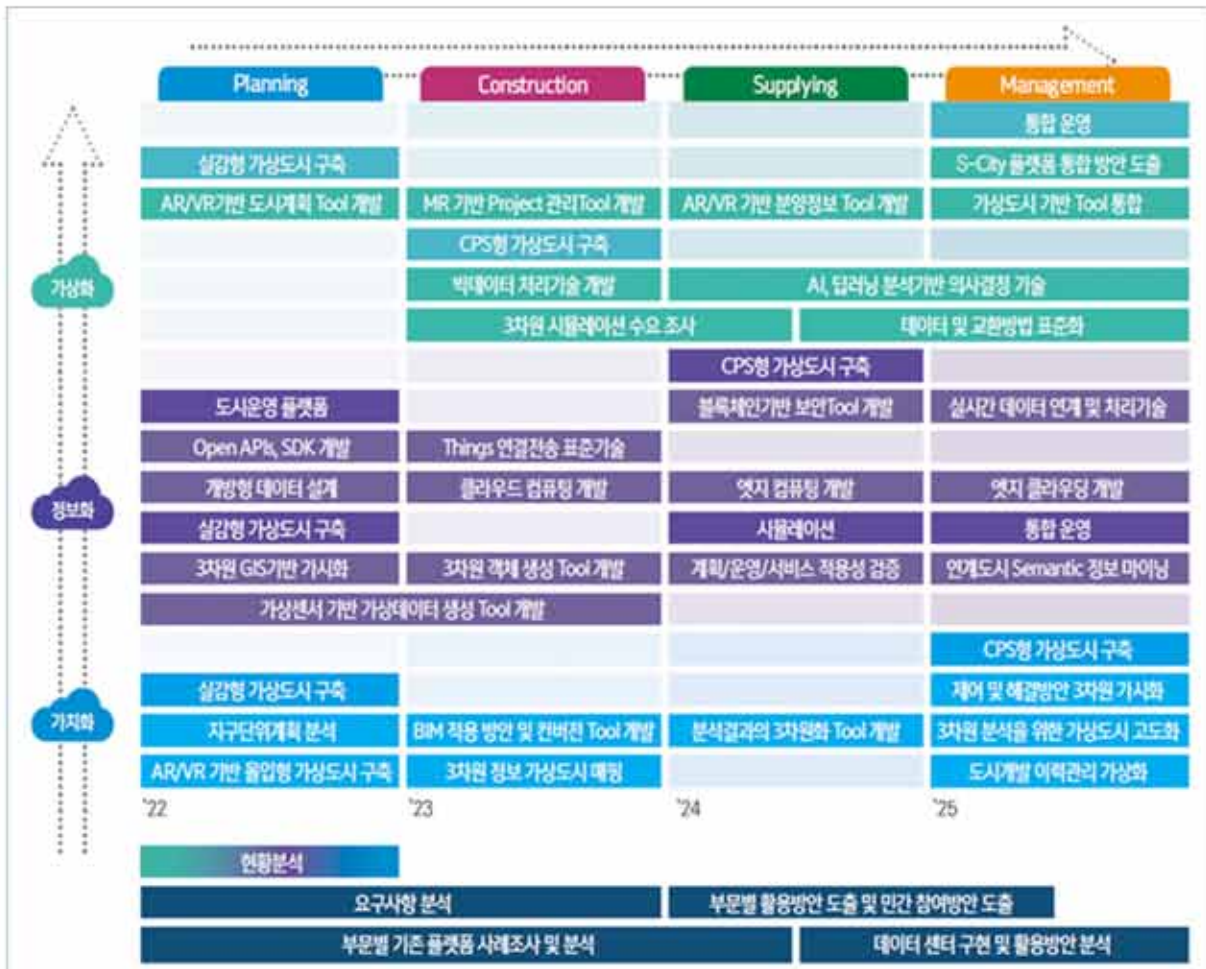 Planning Construction Supplying Management
통합 운영
실감형 가상도시 구축 S-City 플랫폼 통합 방안 도출
AR/VR기반 도시계획 Tool 개발 MR 기반 Project 관리Tool 개발 AR/VR 기반 분양정보 Tool 개발 가상도시 기반 Tool 통합
CPS형 가상도시 구축
가상화 빅데이터 처리기술 개발 AI, 딥러닝 분석기반 의사결정 기술
3차원 시뮬레이션 수요 조사 데이터 및 교환방법 표준화
CPS형 가상도시 구축
도시운영 플랫폼 블록체인기반 보안Tool 개발 실시간 데이터 연계 및 처리기술
Open APIs, SDK 개발 Things 연결전송 표준기술
정보화 개방형 데이터 설계 클라우드 컴퓨팅 개발 엣지 컴퓨팅 개발 엣지 클라우딩 개발
실감형 가상도시 구축 시뮬레이션 통합 운영
3차원 GIS기반 가시화 3차원 객체 생성 Tool 개발 계획/운영/서비스 적용성 검증 연계도시 Semantic 정보 마이닝
가상센서 기반 가상데이터 생성 Tool 개발
CPS형 가상도시 구축
실감형 가상도시 구축 제어 및 해결방안 3차원 가시화
가치화 지구단위계획 분석 BIM 적용 방안 및 컨버전 Tool 개발 분석결과의 3차원화 Tool 개발 3차원 분석을 위한 가상도시 고도화
AR/VR 기반 몰입형 가상도시 구축 3차원 정보 가상도시 매핑 도시개발 이력관리 가상화
'22 '23 '24 '25
현황분석
요구사항 분석 부문별 활용방안 도출 및 민간 참여방안 도출
부문별 기존 플랫폼 사례조사 및 분석 데이터 센터 구현 및 활용방안 분석